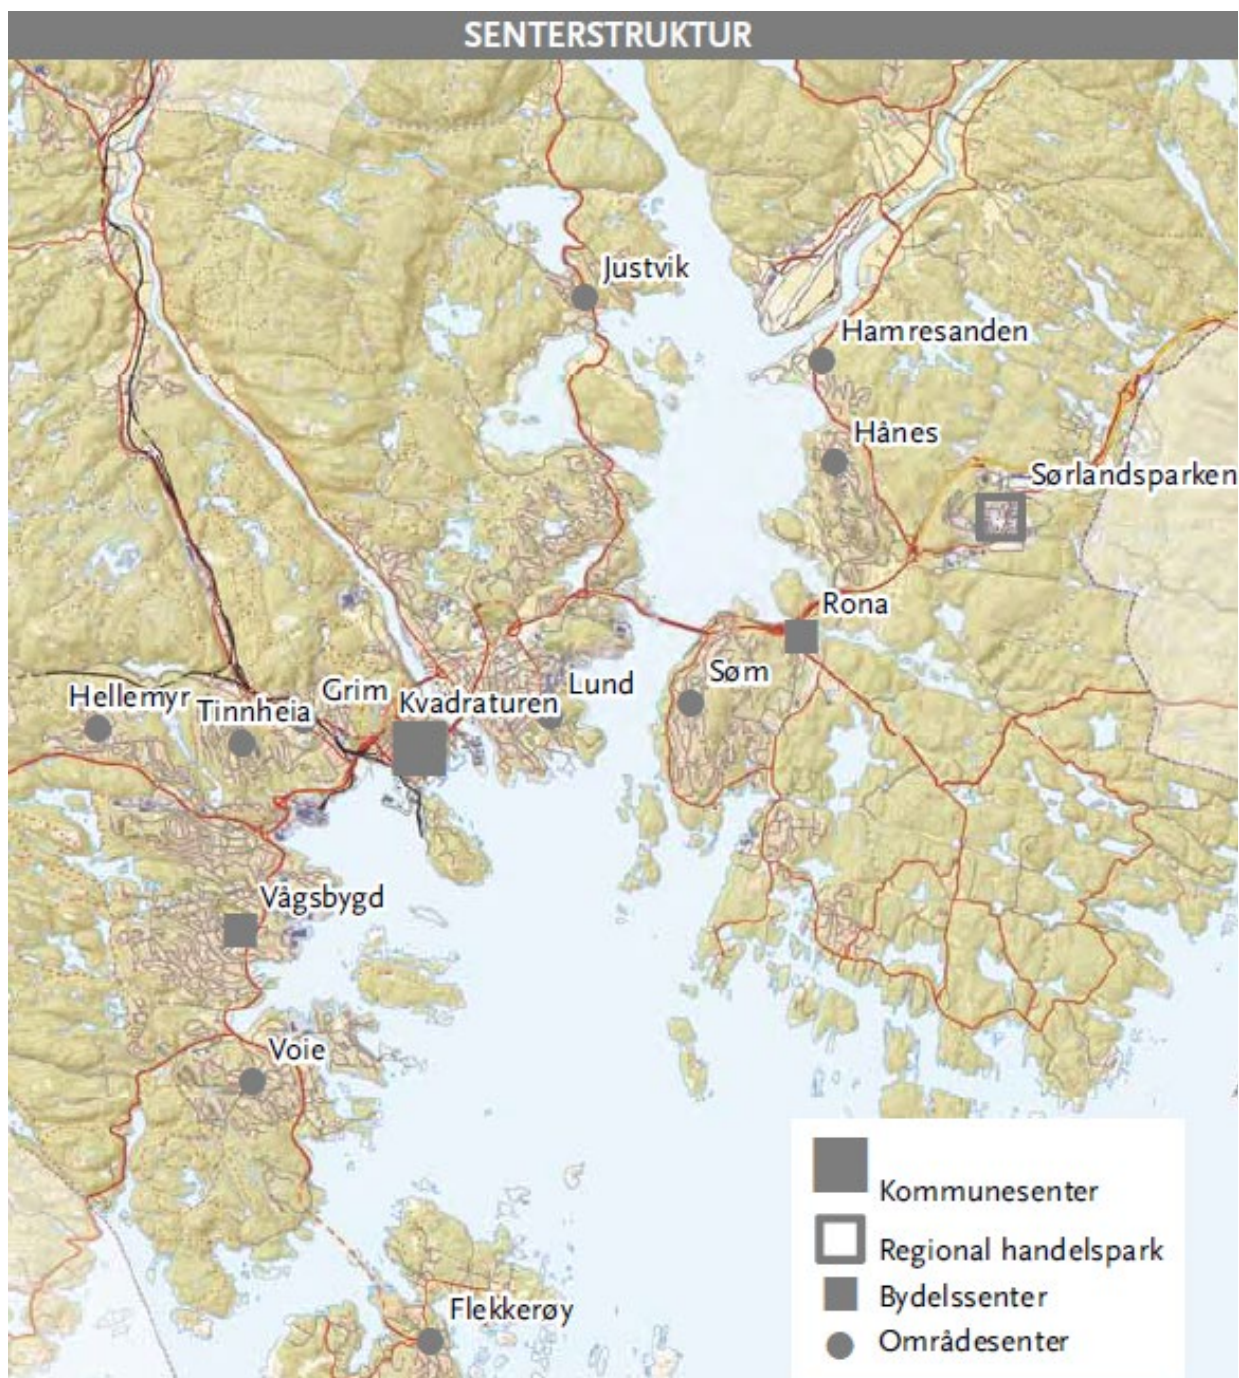 SENTERSTRUKTUR
Justvik
Hamresanden
Hånes
Sørlandsparken
Rona
Søm
Lund
Grim
Kvadraturen
Hellemyr
Tinnheia
Vågsbygd
Voie
Flekkerøy
Kommunesenter
Regional handelspark
Bydelssenter
Områdesenter